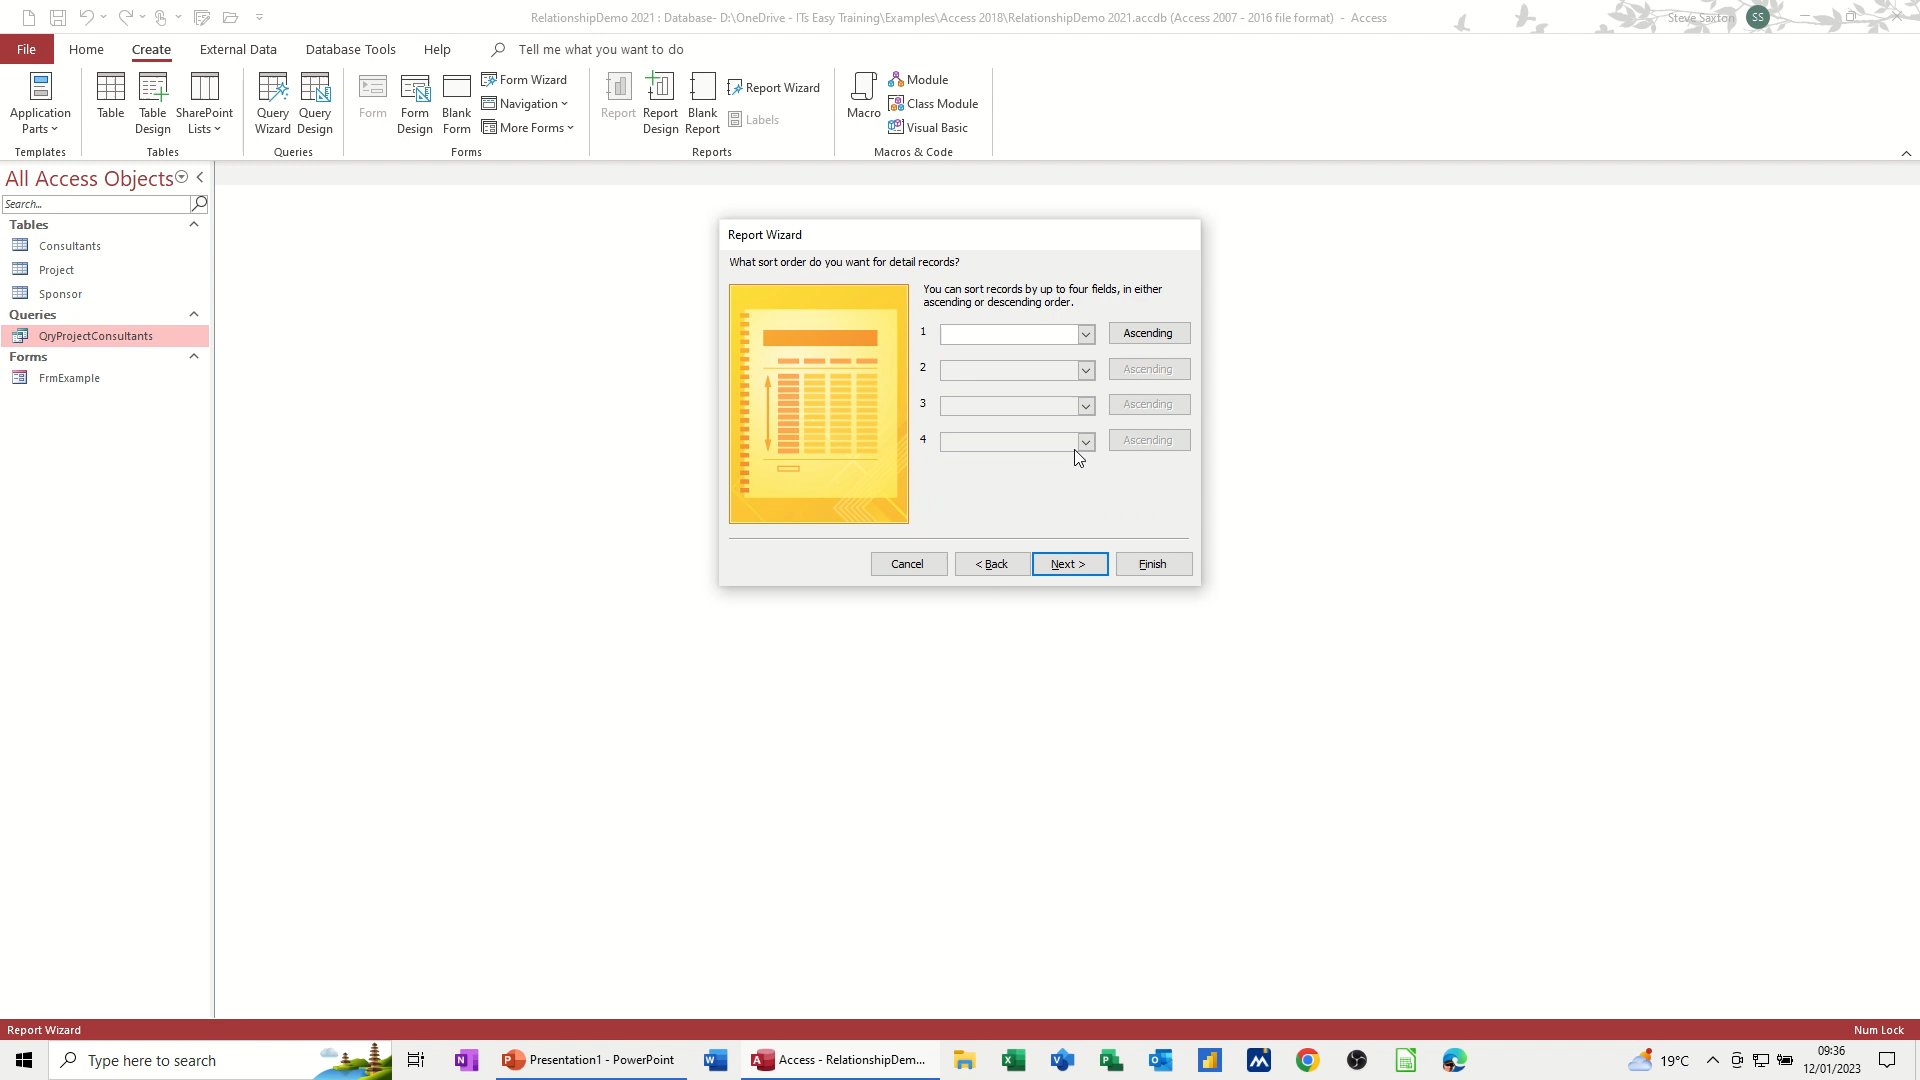 RelationshipDemo 2021 : Database- D:\OneDrive - ITs Easy Training\Examples\Access 2018\RelationshipDemo 2021.accdb (Access 2007 - 2016 file format) - Access
Steve Saxton
SS
File
Home
Create
External Data
Database Tools
Help
Tell me what you want to do
Application
Parts
Templates
Table
Table
Design
SharePoint
Lists
Tables
Query
Wizard
Query
Design
Queries
Form
Form
Design
Blank
Form
Form Wizard
Navigation
More Forms
Forms
Report
Report
Design
Blank
Report
Report Wizard
Labels
Reports
Macro
Module
Class Module
Visual Basic
Macros & Code
All Access Objects
Search...
Tables
Consultants
Project
Sponsor
Queries
QryProjectConsultants
Forms
FrmExample
Report Wizard
What sort order do you want for detail records?
You can sort records by up to four fields, in either
ascending or descending order.
1
Ascending
2
Ascending
3
Ascending
4
Ascending
Cancel
< Back
Next >
Finish
Report Wizard
Num Lock
Type here to search
Presentation1 - PowerPoint
Access - RelationshipDem...
19°C
09:36
12/01/2023